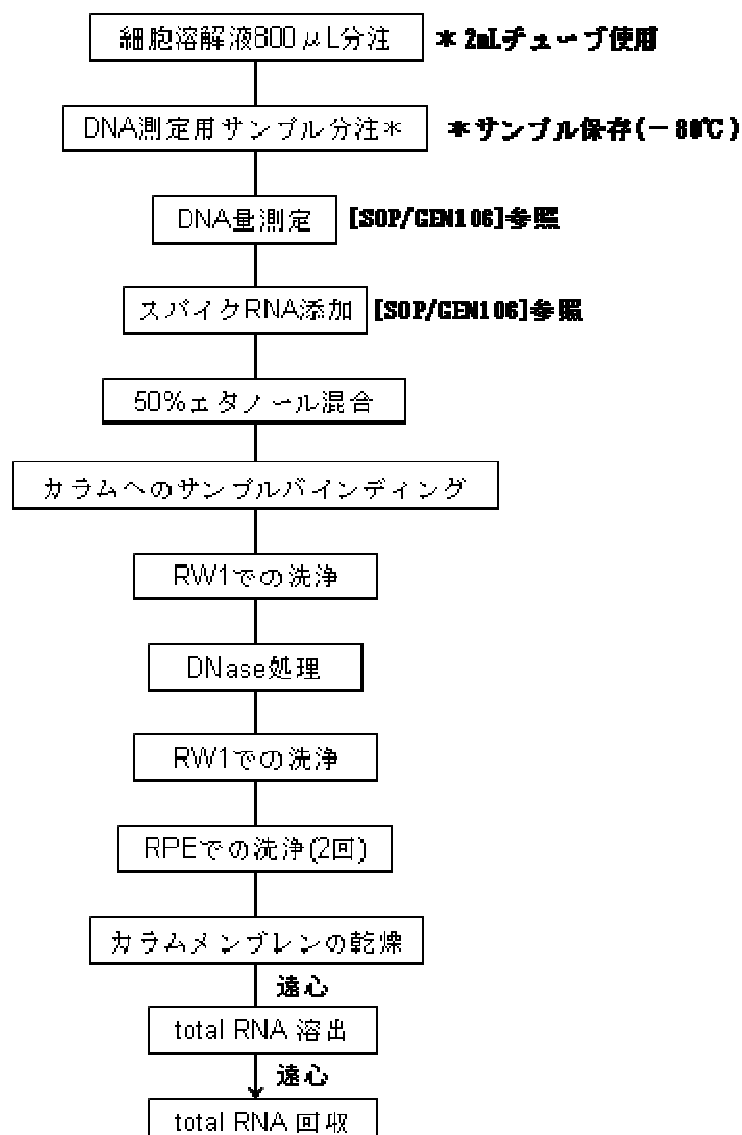 細胞溶解液800μL分注 ＊2mLチューブ使用
DNA測定用サンプル分注＊ ＊サンプル保存(－80℃)
DNA量測定 [SOP/GEN106]参照
スパイクRNA添加 [SOP/GEN106]参照
50%エタノール混合
カラムへのサンプルバインディング
RW1での洗浄
DNase処理
RW1での洗浄
RPEでの洗浄(2回)
カラムメンブレンの乾燥
遠心
total RNA 溶出
遠心
total RNA 回収